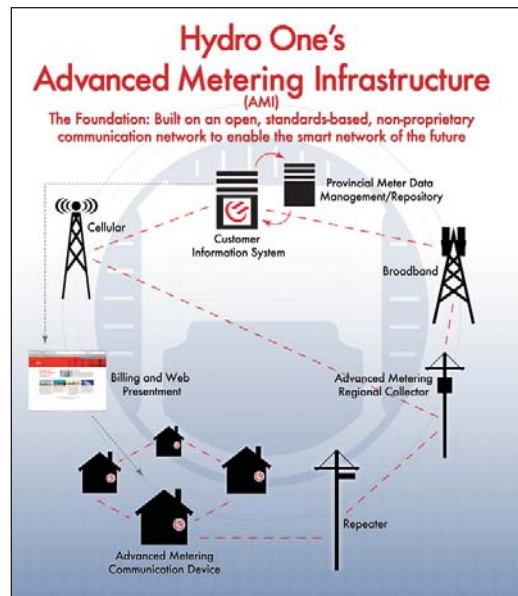 Hydro One's
Advanced Metering Infrastructure
(AMI)
The Foundation: Built on an open, standards-based, non-proprietary
communication network to enable the smart network of the future
Provincial Meter Data
Management/Repository
Cellular
Customer
Information System
Broadband
Billing and Web
Presentment
Advanced Metering
Regional Collector
Repeater
Advanced Metering
Communication Device